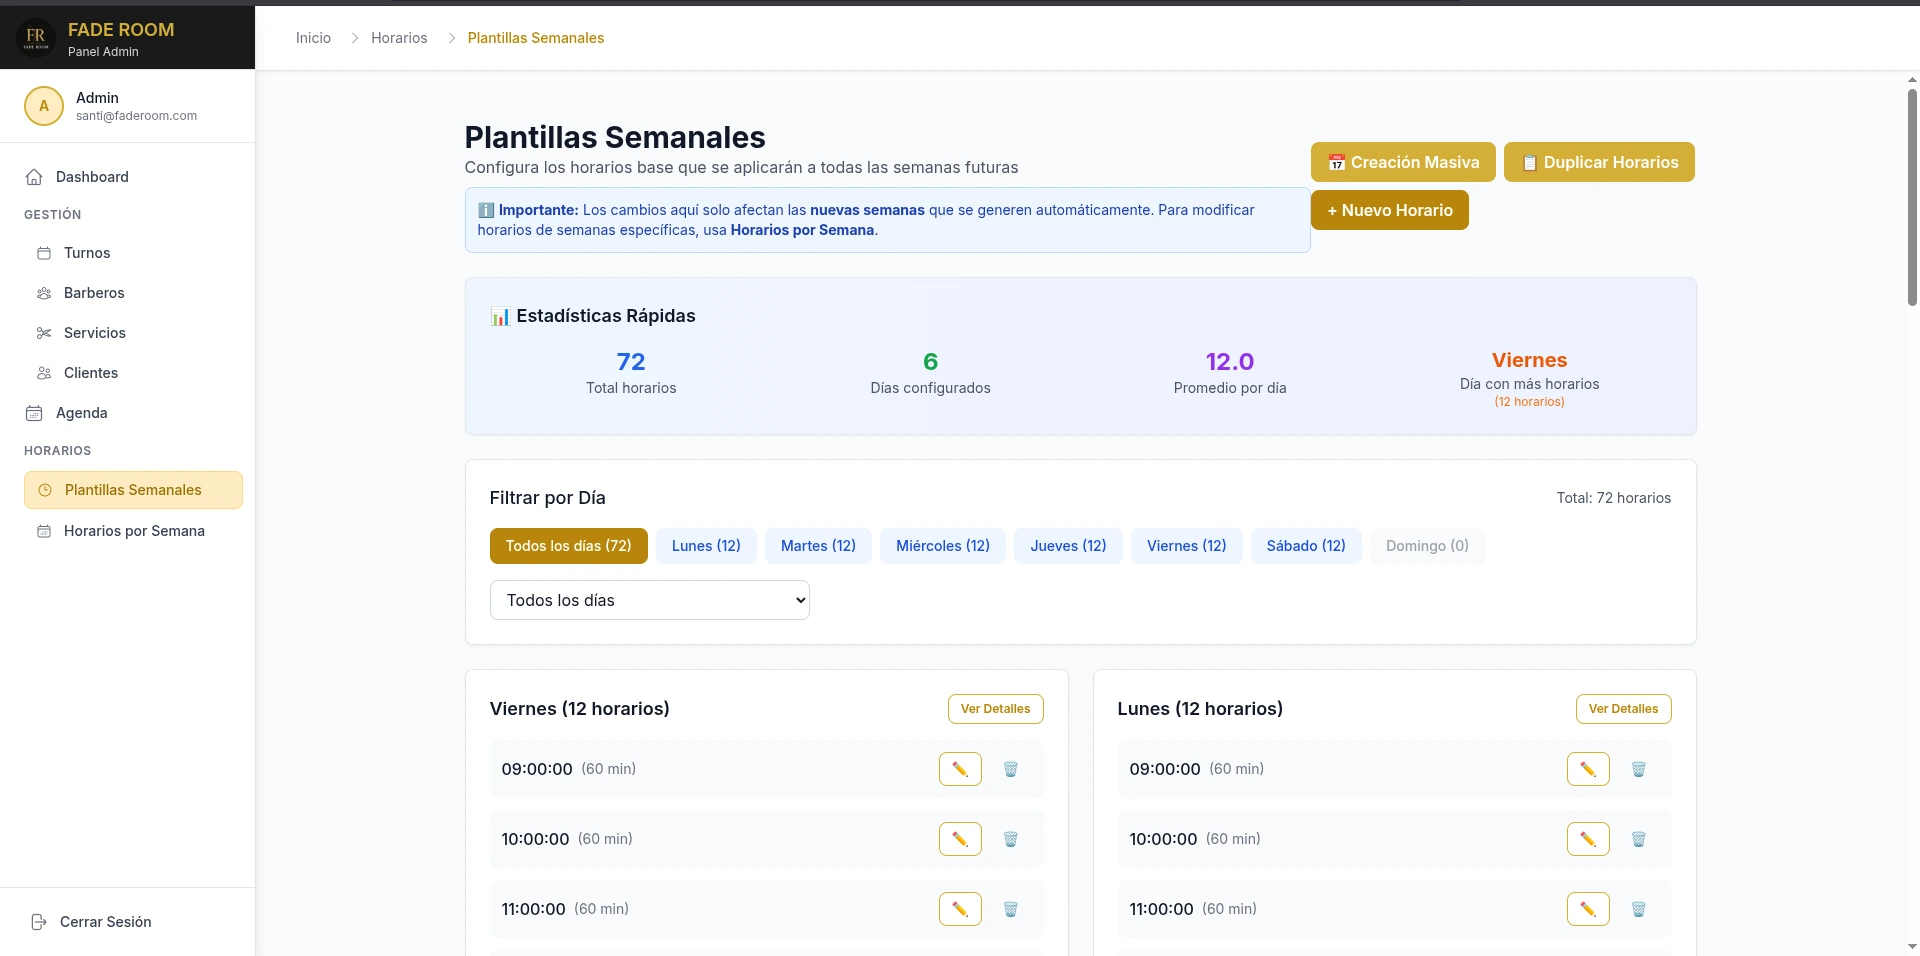 FR
FADE ROOM
FADE ROOM
Panel Admin
Inicio
Horarios
Plantillas Semanales
A
Admin
santi@faderoom.com
Dashboard
GESTIÓN
Turnos
Barberos
Servicios
Clientes
Agenda
HORARIOS
Plantillas Semanales
Horarios por Semana
Cerrar Sesión
Plantillas Semanales
Configura los horarios base que se aplicarán a todas las semanas futuras
ℹ️ Importante: Los cambios aquí solo afectan las nuevas semanas que se generen automáticamente. Para modificar
horarios de semanas específicas, usa Horarios por Semana.
📅 Creación Masiva
📋 Duplicar Horarios
+ Nuevo Horario
📊 Estadísticas Rápidas
72
Total horarios
6
Días configurados
12.0
Promedio por día
Viernes
Día con más horarios
(12 horarios)
Filtrar por Día
Total: 72 horarios
Todos los días (72)
Lunes (12)
Martes (12)
Miércoles (12)
Jueves (12)
Viernes (12)
Sábado (12)
Domingo (0)
Todos los días
Viernes (12 horarios)
Ver Detalles
09:00:00 (60 min)
10:00:00 (60 min)
11:00:00 (60 min)
Lunes (12 horarios)
Ver Detalles
09:00:00 (60 min)
10:00:00 (60 min)
11:00:00 (60 min)